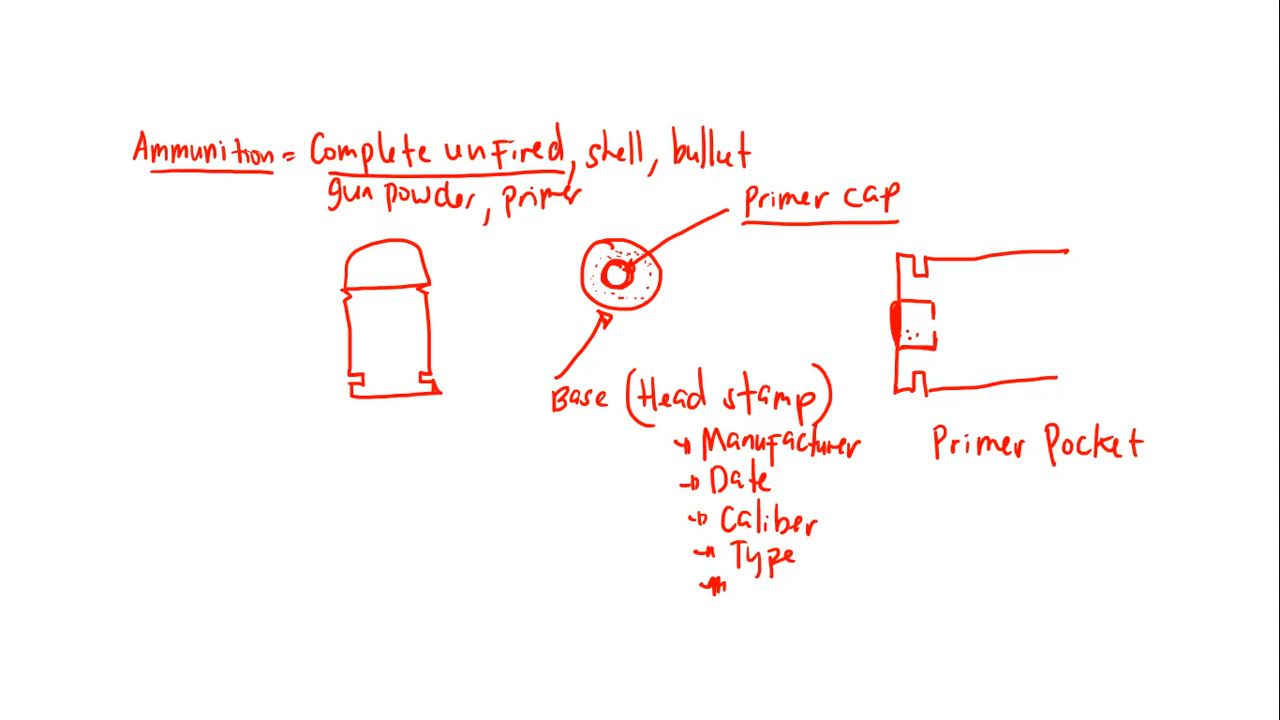 Ammunition = Complete unfired, shell, bullet
gun powder, primer
Primer cap
Base (Head stamp)
Manufacturer
Date
Caliber
Type
Primer Pocket